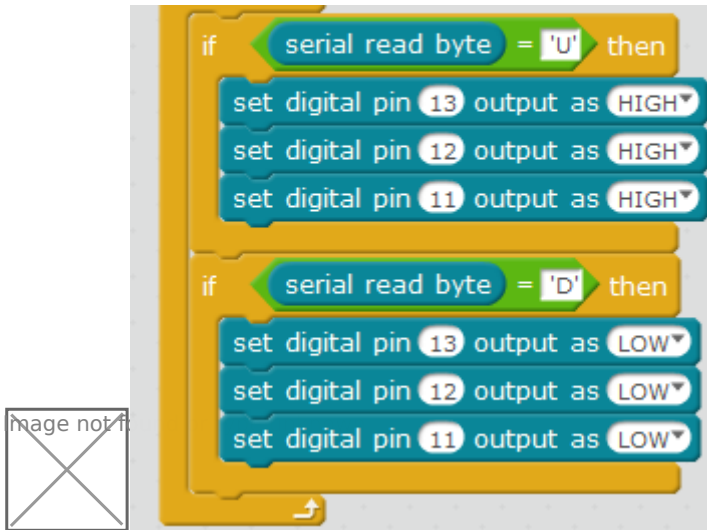 if serial read byte = 'U' then
set digital pin 13 output as HIGH
set digital pin 12 output as HIGH
set digital pin 11 output as HIGH
if serial read byte = 'D' then
set digital pin 13 output as LOW
set digital pin 12 output as LOW
set digital pin 11 output as LOW
mage not f